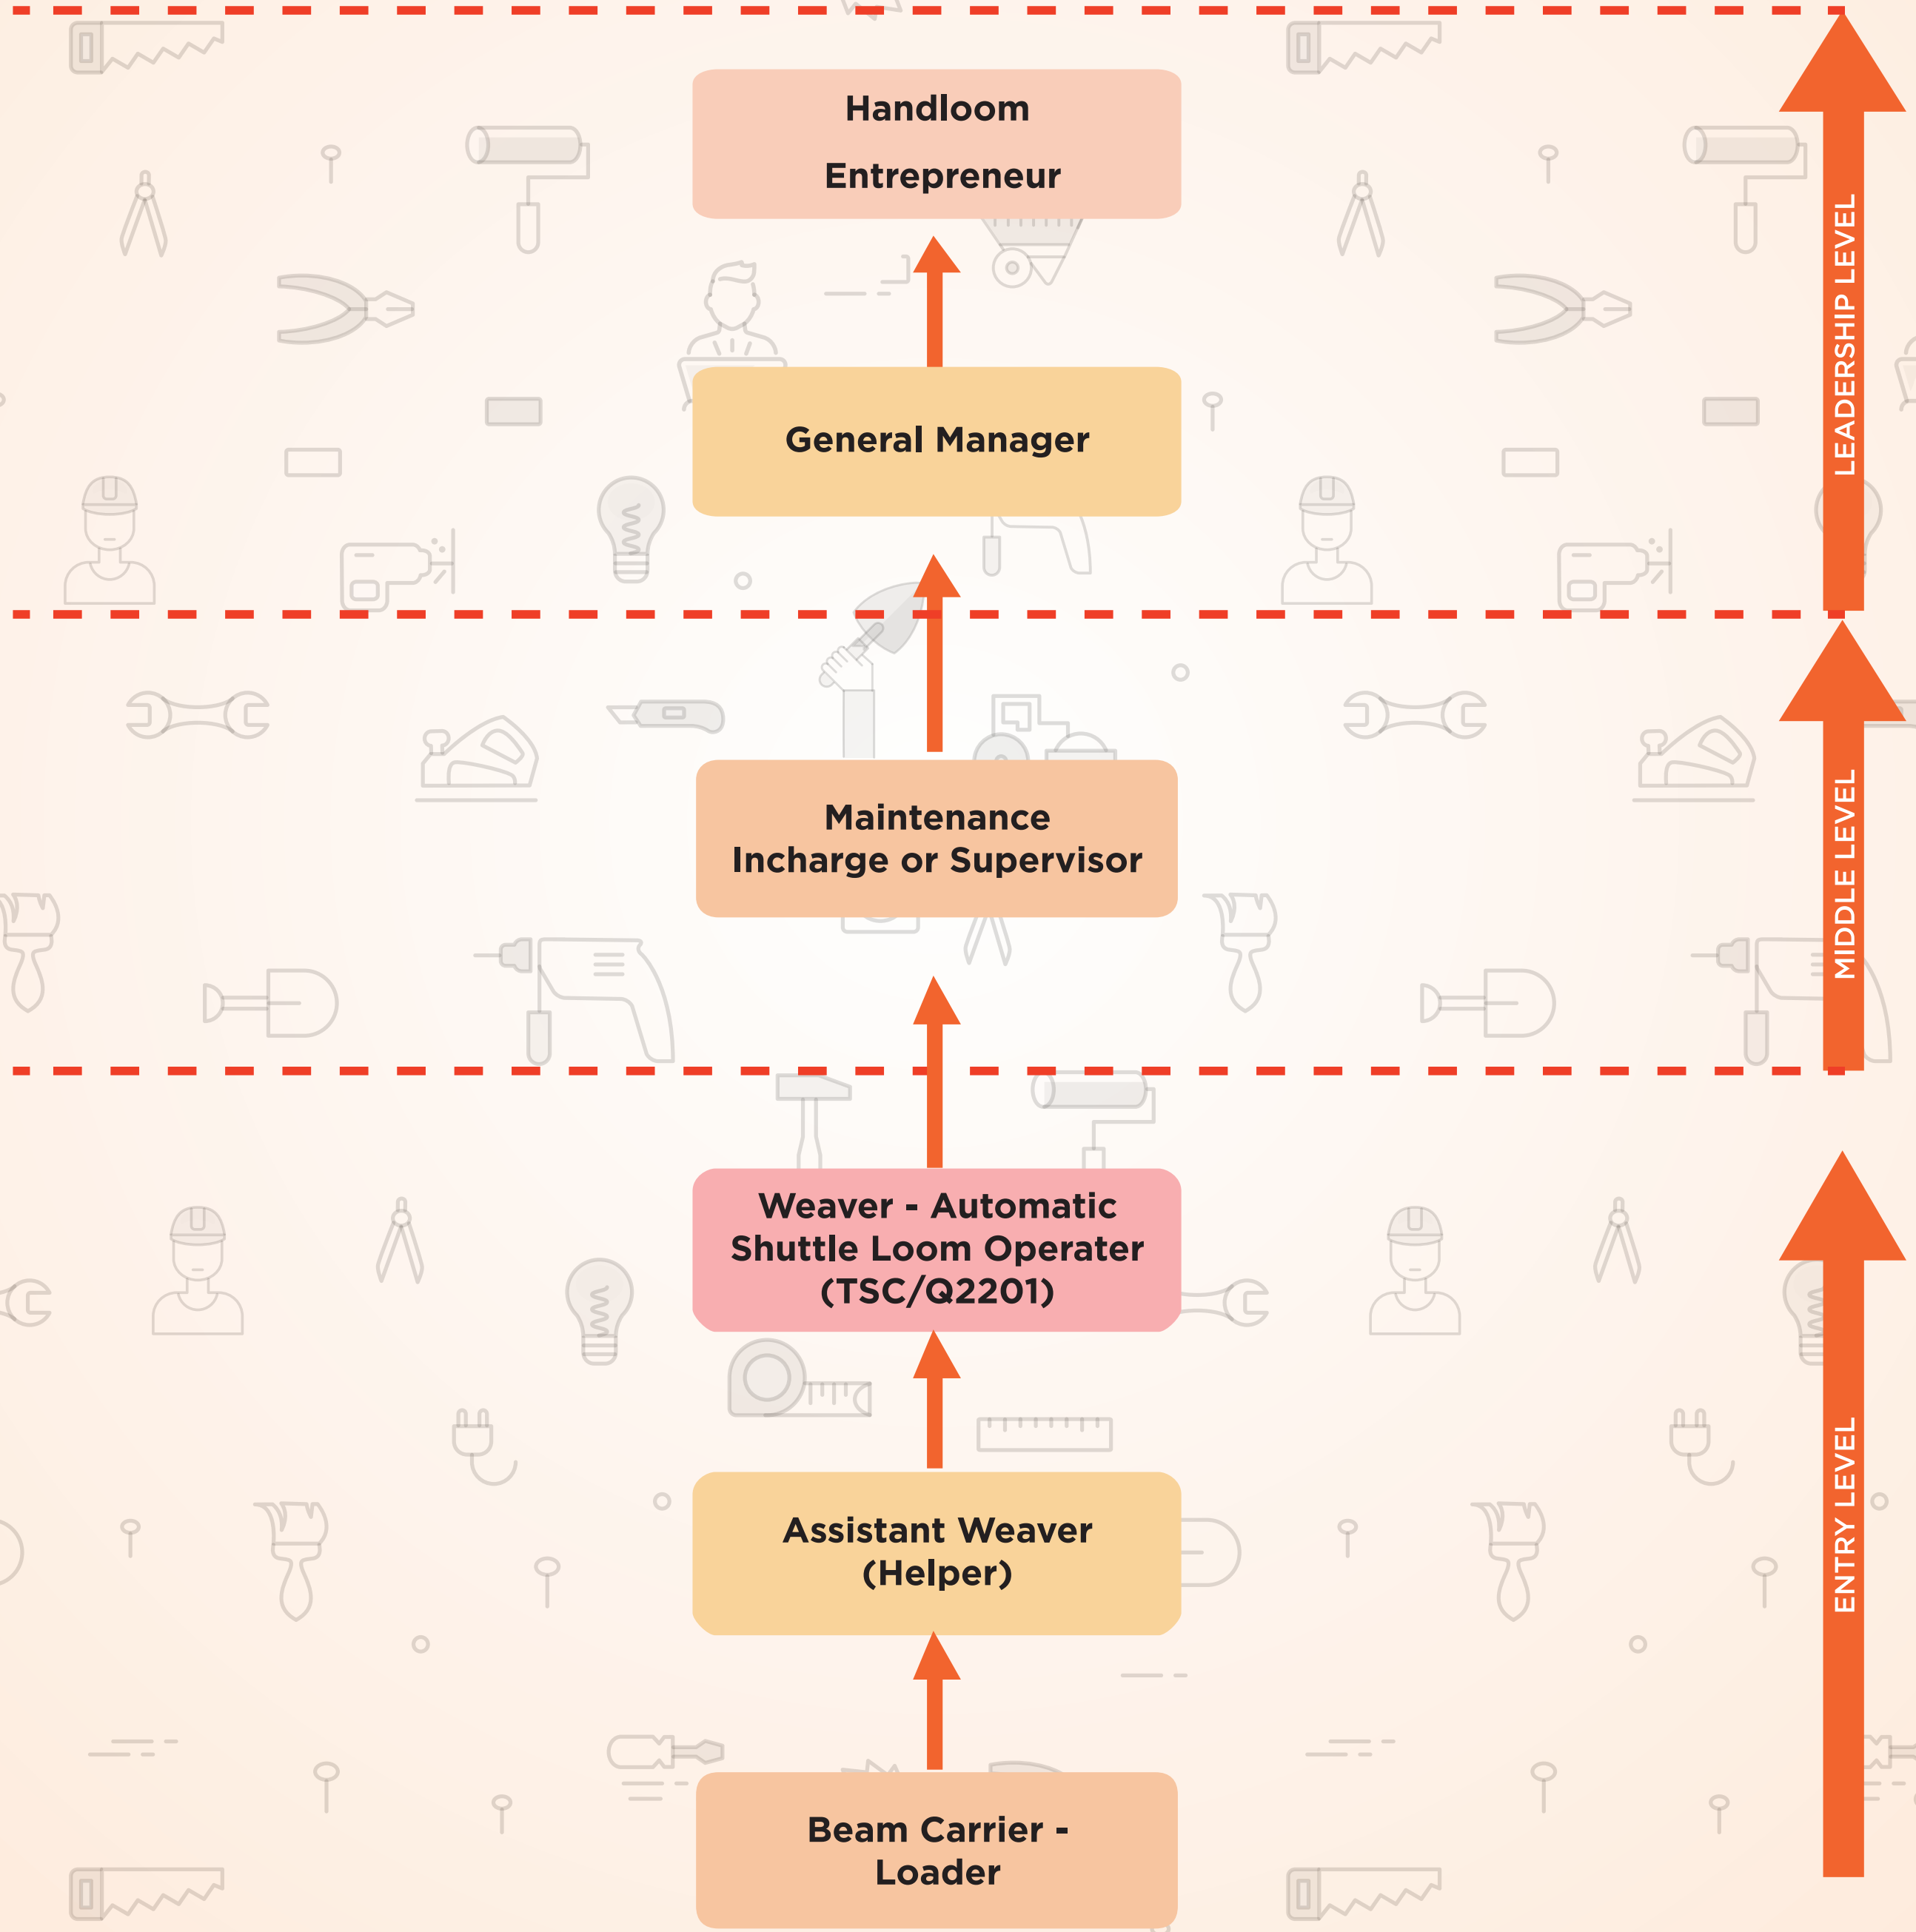 Handloom
Entrepreneur
General Manager
LEADERSHIP LEVEL
Maintenance
Incharge or Supervisor
MIDDLE LEVEL
Weaver - Automatic
Shuttle Loom Operater
(TSC/Q2201)
Assistant Weaver
(Helper)
ENTRY LEVEL
Beam Carrier -
Loader